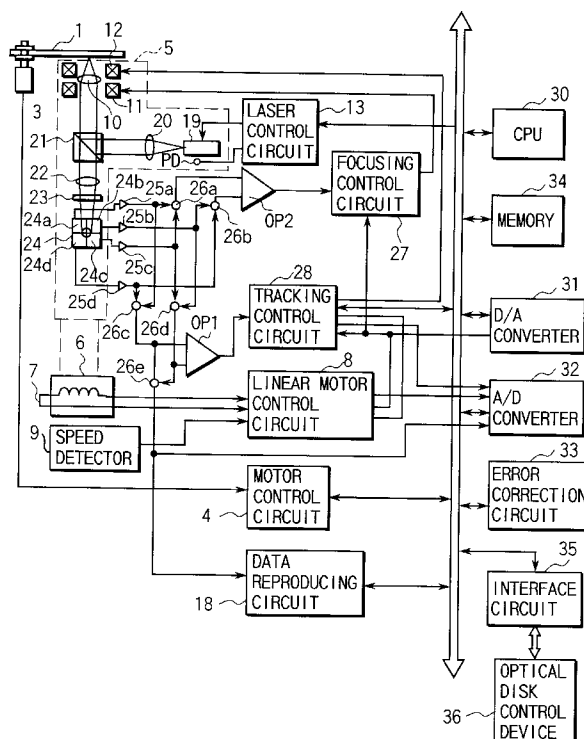 1
12
5
3
10
11
20
19
LASER
CONTROL
CIRCUIT
13
30
CPU
21
PD
22
23
24b
25a
26a
OP2
FOCUSING
CONTROL
CIRCUIT
27
34
MEMORY
24a
24
24d
24c
25b
25c
25d
26b
28
TRACKING
CONTROL
CIRCUIT
31
D/A
CONVERTER
26c
26d
OP1
26e
6
7
8
LINEAR MOTOR
CONTROL
CIRCUIT
32
A/D
CONVERTER
9
SPEED
DETECTOR
MOTOR
CONTROL
CIRCUIT
4
33
ERROR
CORRECTION
CIRCUIT
DATA
REPRODUCING
CIRCUIT
18
35
INTERFACE
CIRCUIT
OPTICAL
DISK
CONTROL
DEVICE
36